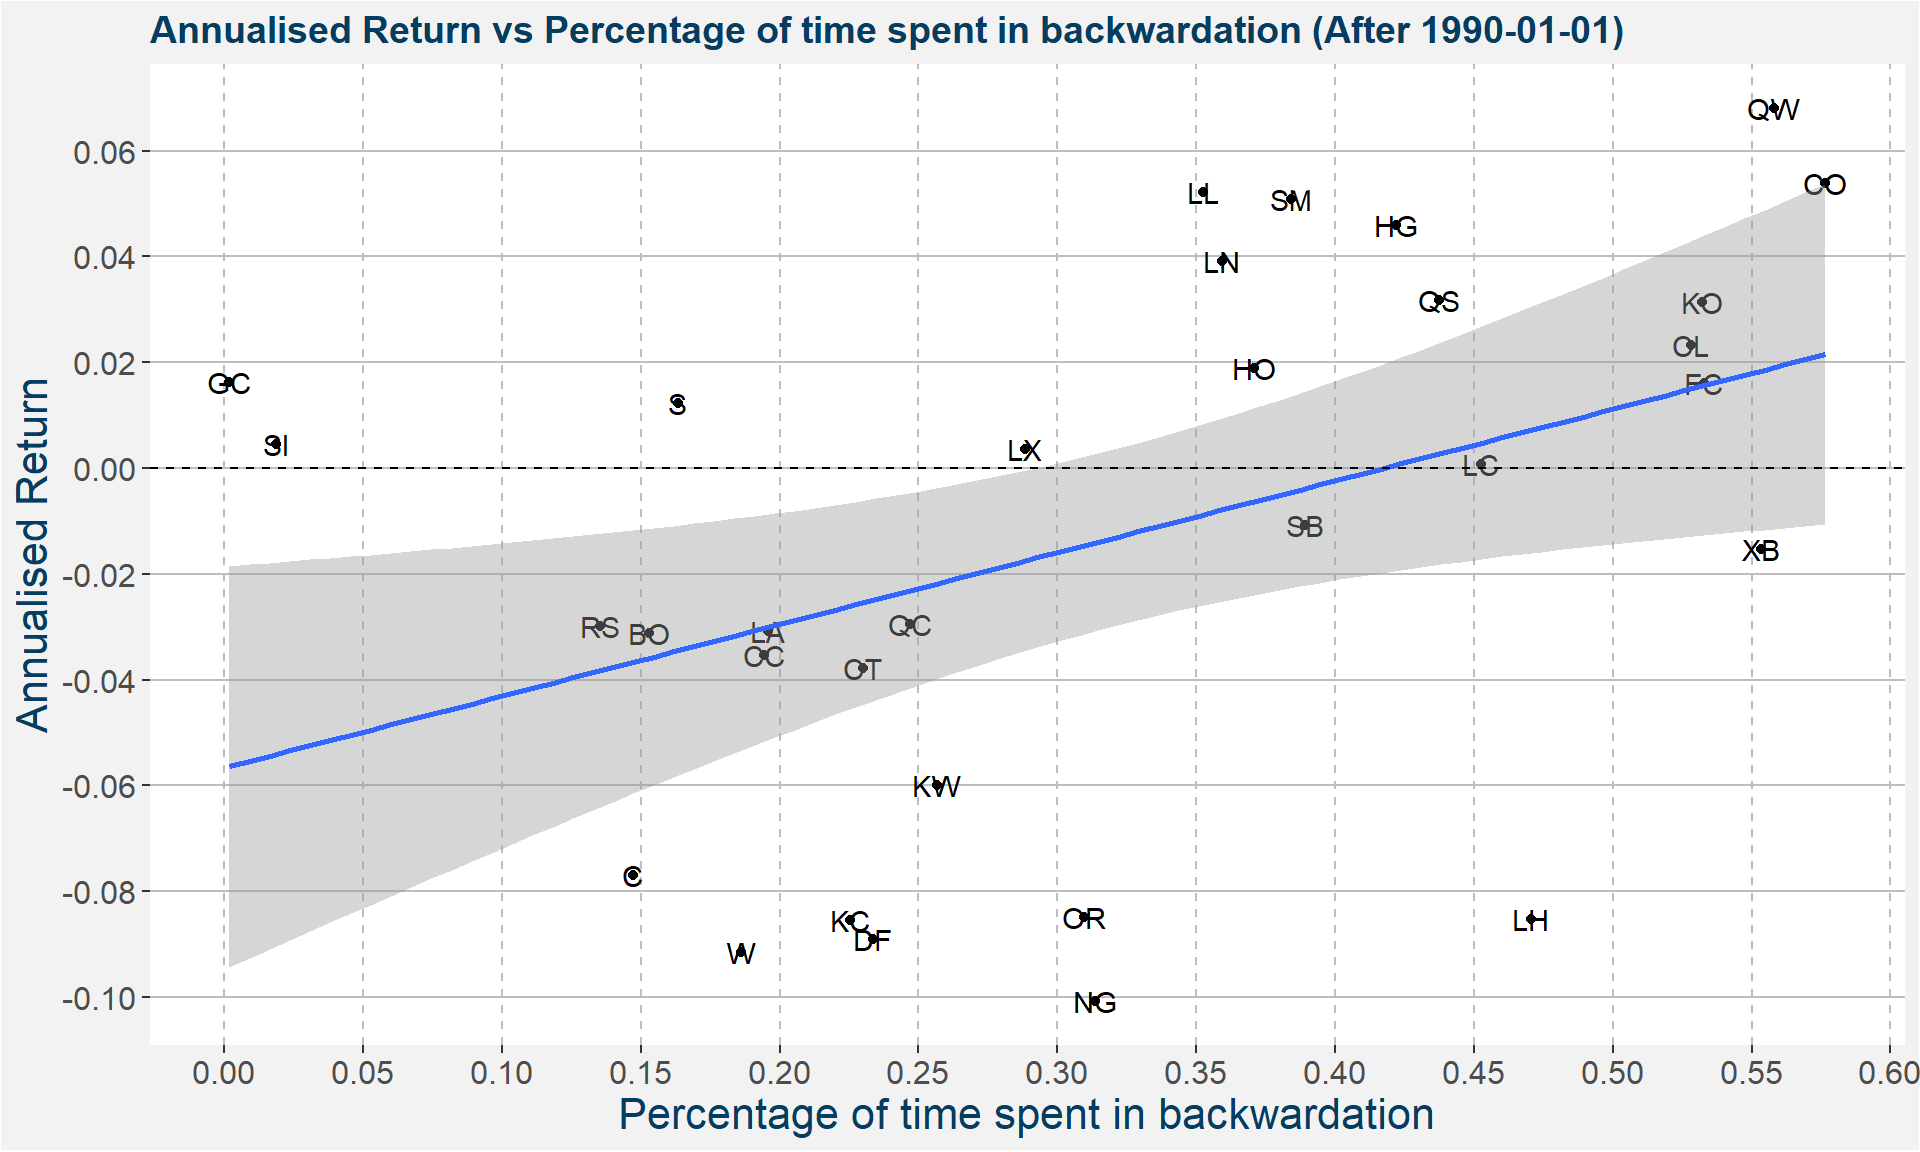 Annualised Return vs Percentage of time spent in backwardation (After 1990-01-01)
Annualised Return
0.06
0.04
0.02
0.00
-0.02
-0.04
-0.06
-0.08
-0.10
QW
CO
LL
SM
HG
LN
QS
KO
CL
HO
FC
GC
S
SI
LX
LC
SB
XB
RS
BO
LA
QC
CC
CT
KW
C
KC
OR
LH
DF
W
NG
0.00 0.05 0.10 0.15 0.20 0.25 0.30 0.35 0.40 0.45 0.50 0.55 0.60
Percentage of time spent in backwardation